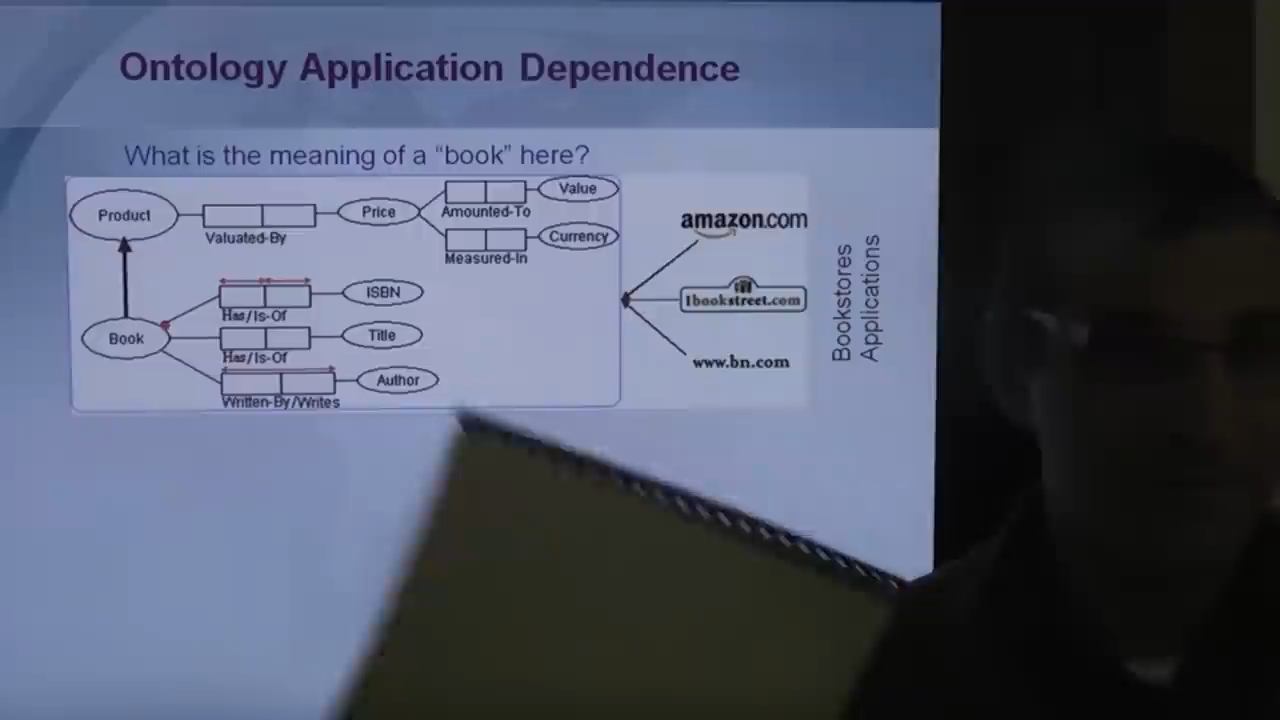 Ontology Application Dependence
What is the meaning of a “book” here?
Product
Valuated-By
Price
Amounted-To
Value
Measured-In
Currency
Book
Has/Is-Of
ISBN
Has/Is-Of
Title
Written-By/Writes
Author
amazon.com
1bookstreet.com
www.bn.com
Bookstores
Applications